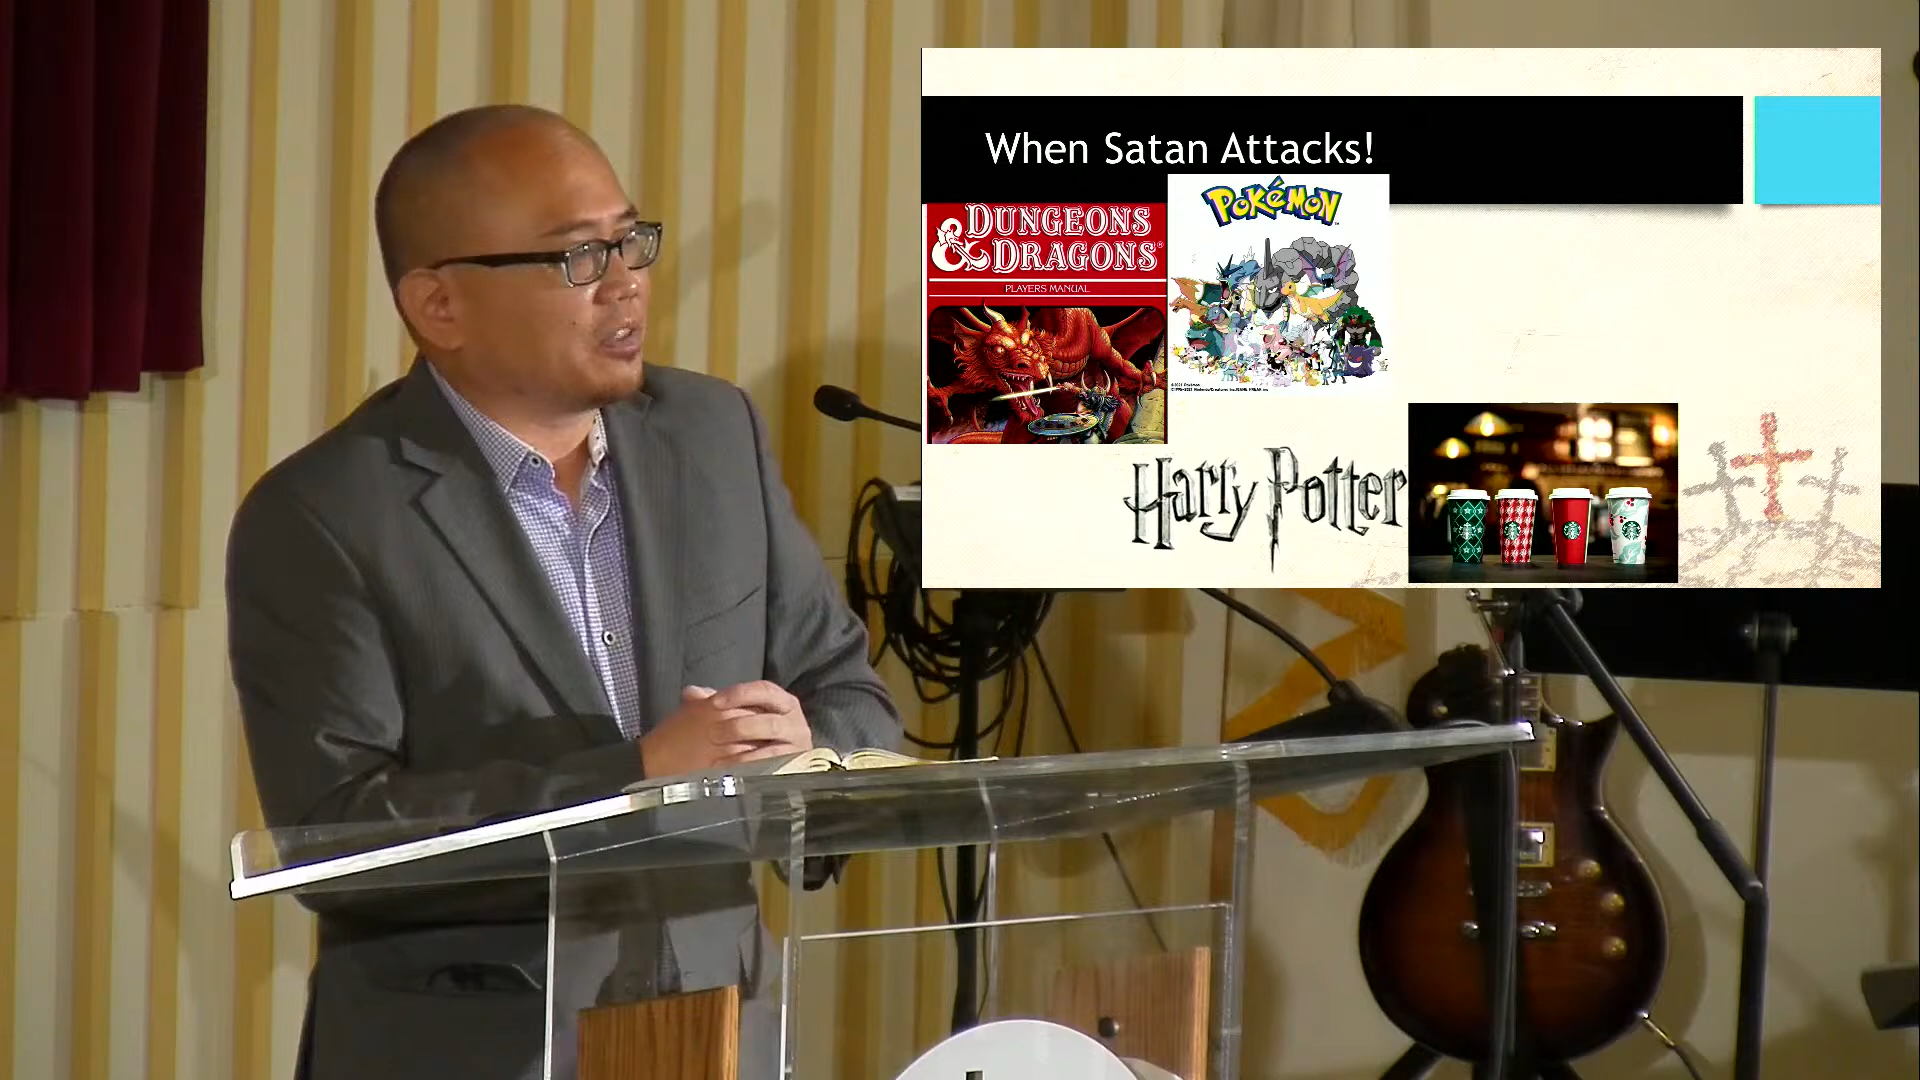 When Satan Attacks!
DUNGEONS
& DRAGONS®
PLAYERS MANUAL
POKéMON
Harry Potter